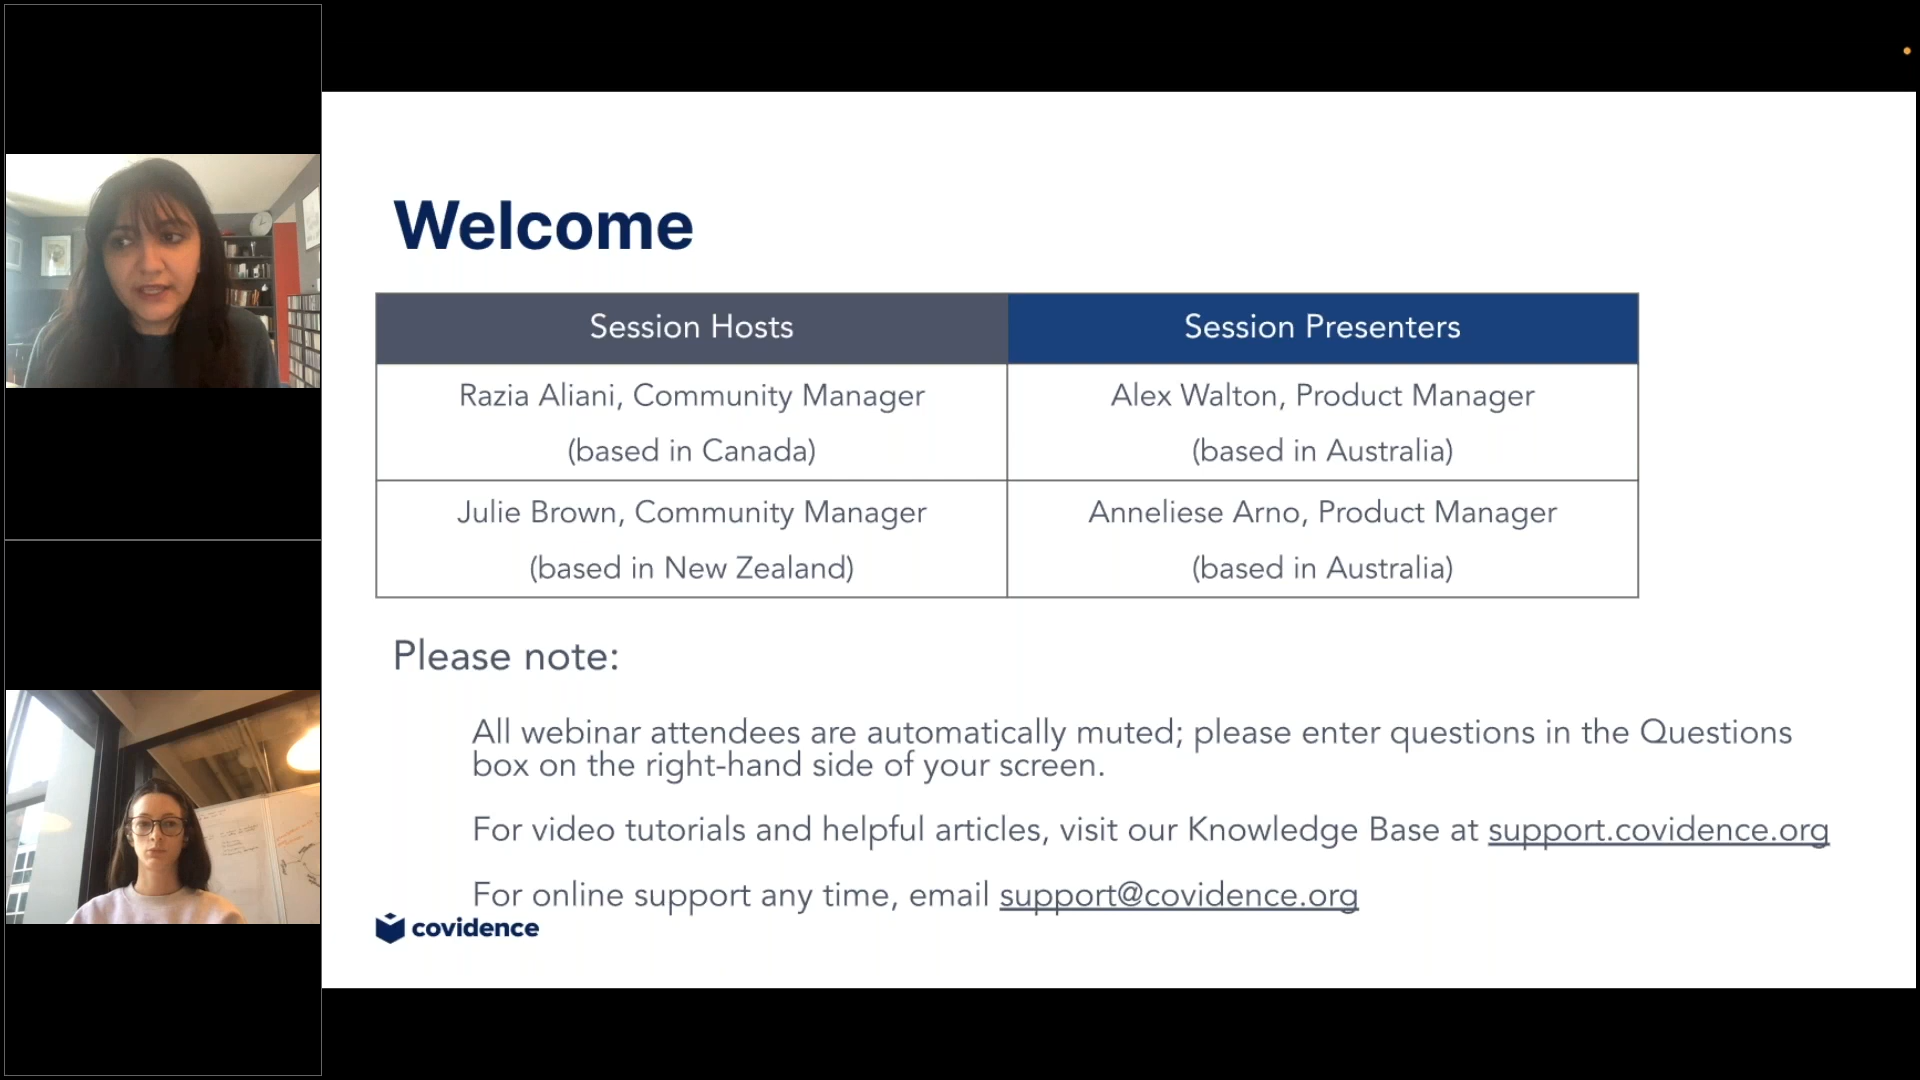 Welcome
Session Hosts
Session Presenters
Razia Aliani, Community Manager
(based in Canada)
Alex Walton, Product Manager
(based in Australia)
Julie Brown, Community Manager
(based in New Zealand)
Anneliese Arno, Product Manager
(based in Australia)
Please note:
All webinar attendees are automatically muted; please enter questions in the Questions
box on the right-hand side of your screen.
For video tutorials and helpful articles, visit our Knowledge Base at support.covidence.org
For online support any time, email support@covidence.org
covidence